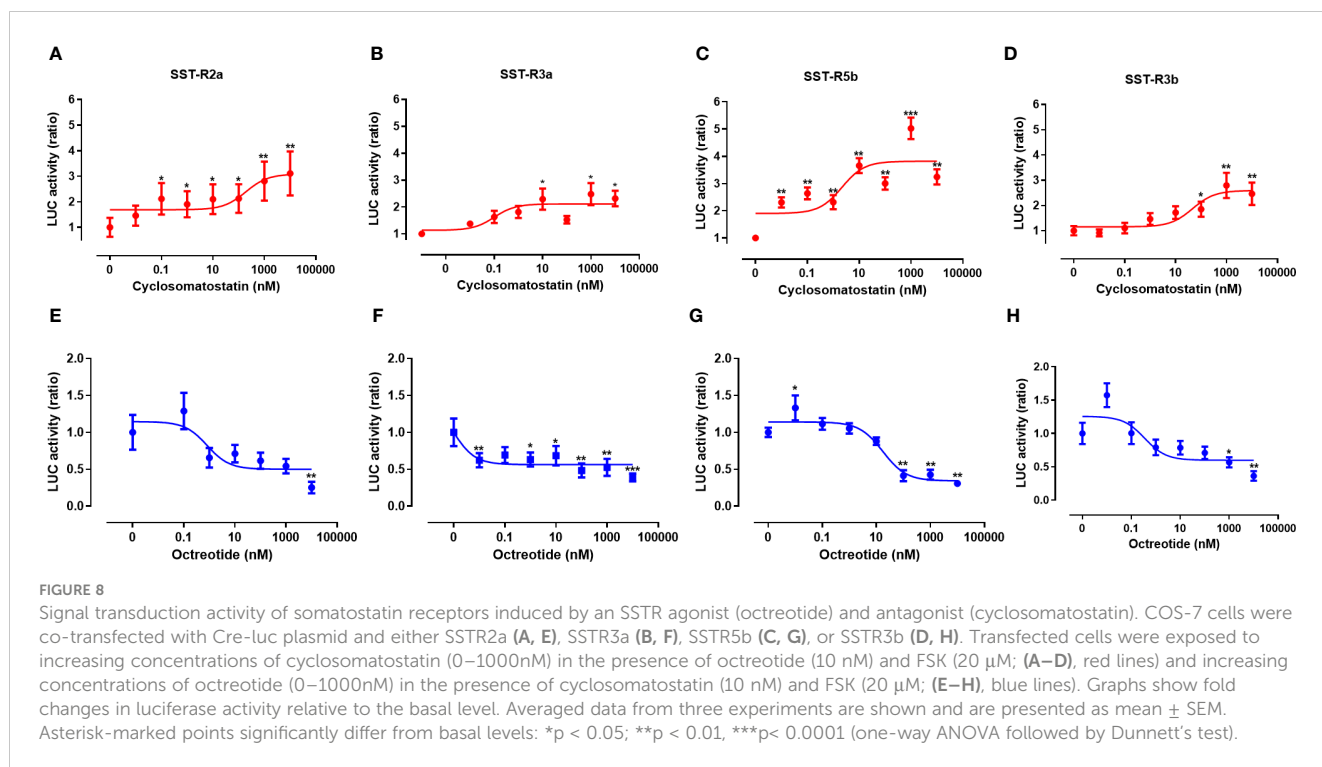 A
SST-R2a
LUC activity (ratio)
6
5
4
3
2
1
* * * * ** **
0 0.1 10 1000 100000
Cyclosomatostatin (nM)
B
SST-R3a
LUC activity (ratio)
6
5
4
3
2
1
* * *
0 0.1 10 1000 100000
Cyclosomatostatin (nM)
C
SST-R5b
LUC activity (ratio)
6
5
4
3
2
1
** ** ** ** ** *** **
0 0.1 10 1000 100000
Cyclosomatostatin (nM)
D
SST-R3b
LUC activity (ratio)
6
5
4
3
2
1
* ** **
0 0.1 10 1000 100000
Cyclosomatostatin (nM)
E
LUC activity (ratio)
2.0
1.5
1.0
0.5
0.0
**
0 0.1 10 1000 100000
Octreotide (nM)
F
LUC activity (ratio)
2.0
1.5
1.0
0.5
0.0
** * * ** ** ***
0 0.1 10 1000 100000
Octreotide (nM)
G
LUC activity (ratio)
2.0
1.5
1.0
0.5
0.0
* ** ** **
0 0.1 10 1000 100000
Octreotide (nM)
H
LUC activity (ratio)
2.0
1.5
1.0
0.5
0.0
* **
0 0.1 10 1000 100000
Octreotide (nM)
FIGURE 8
Signal transduction activity of somatostatin receptors induced by an SSTR agonist (octreotide) and antagonist (cyclosomatostatin). COS-7 cells were
co-transfected with Cre-luc plasmid and either SSTR2a (A, E), SSTR3a (B, F), SSTR5b (C, G), or SSTR3b (D, H). Transfected cells were exposed to
increasing concentrations of cyclosomatostatin (0–1000nM) in the presence of octreotide (10 nM) and FSK (20 μM; (A–D), red lines) and increasing
concentrations of octreotide (0–1000nM) in the presence of cyclosomatostatin (10 nM) and FSK (20 μM; (E–H), blue lines). Graphs show fold
changes in luciferase activity relative to the basal level. Averaged data from three experiments are shown and are presented as mean ± SEM.
Asterisk-marked points significantly differ from basal levels: *p < 0.05; **p < 0.01, ***p< 0.0001 (one-way ANOVA followed by Dunnett’s test).